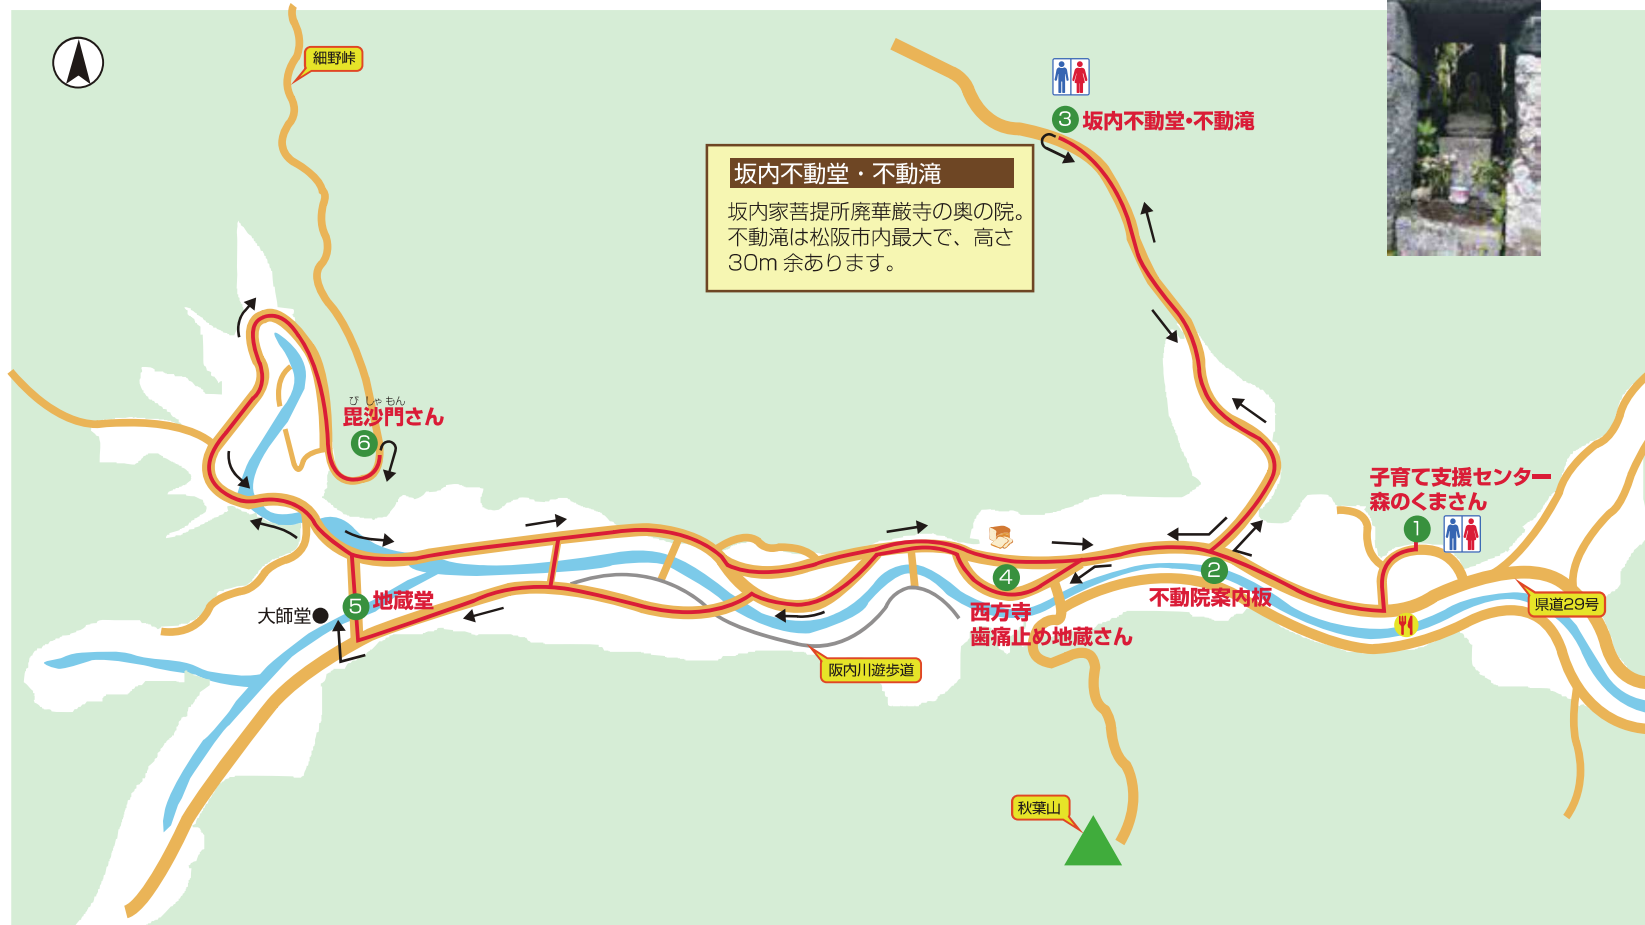 細野峠
3 坂内不動堂・不動滝
坂内不動堂・不動滝
坂内家菩提所廃華厳寺の奥の院。
不動滝は松阪市内最大で、高さ
30m 余あります。
び しゃ もん
毘沙門さん
6
子育て支援センター
森のくまさん
1
4
西方寺
歯痛止め地蔵さん
2
不動院案内板
5 地蔵堂
大師堂
県道29号
阪内川遊歩道
秋葉山